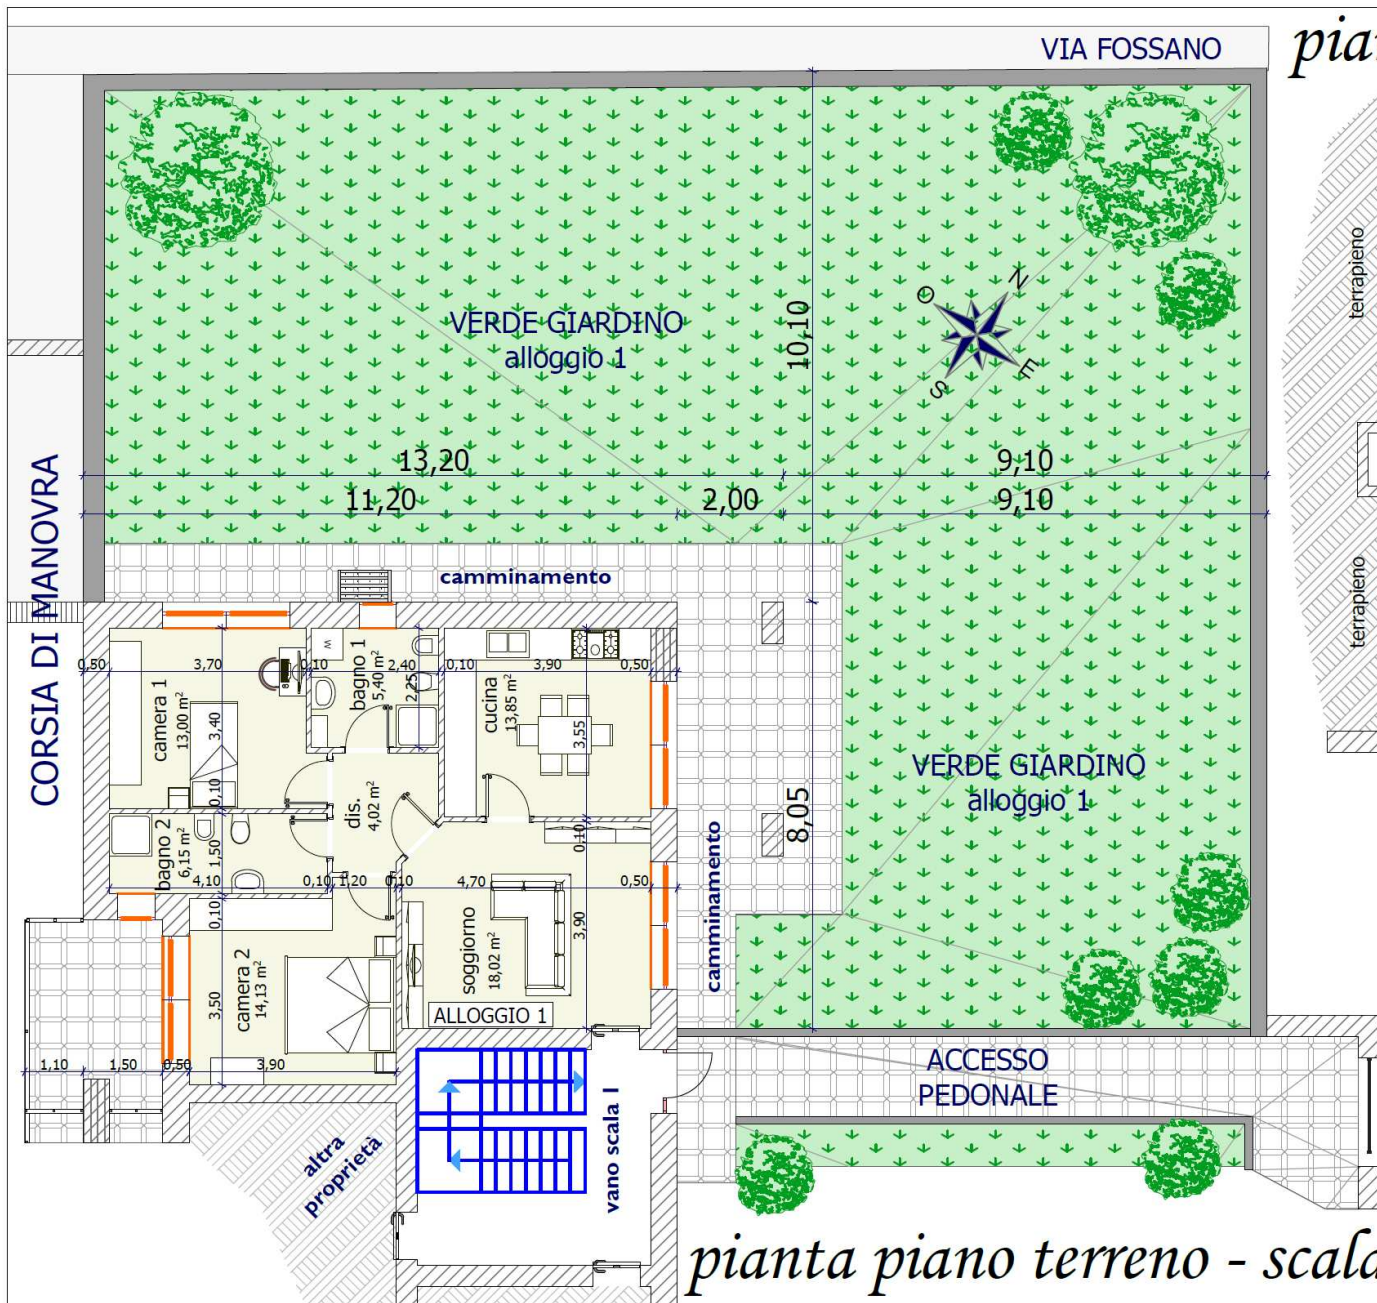 VIA FOSSANO
pia
terrapieno
O
N
S
E
VERDE GIARDINO
alloggio 1
10,10
13,20
9,10
11,20
2,00
9,10
CORSIA DI MANOVRA
camminamento
terrapieno
0,50
3,70
0,10
2,40
0,10
3,90
0,50
W
camera 1
13,00 m²
3,40
0,10
bagno 1
5,40 m²
2,25
cucina
13,85 m²
3,55
dis.
4,02 m²
VERDE GIARDINO
alloggio 1
8,05
camminamento
bagno 2
6,15 m²
1,50
0,10
4,10
0,10
1,20
0,10
4,70
0,50
0,10
camera 2
14,13 m²
3,50
soggiorno
18,02 m²
3,90
ALLOGGIO 1
1,10
1,50
0,50
3,90
ACCESSO
PEDONALE
altra
proprietà
vano scala 1
pianta piano terreno - scala